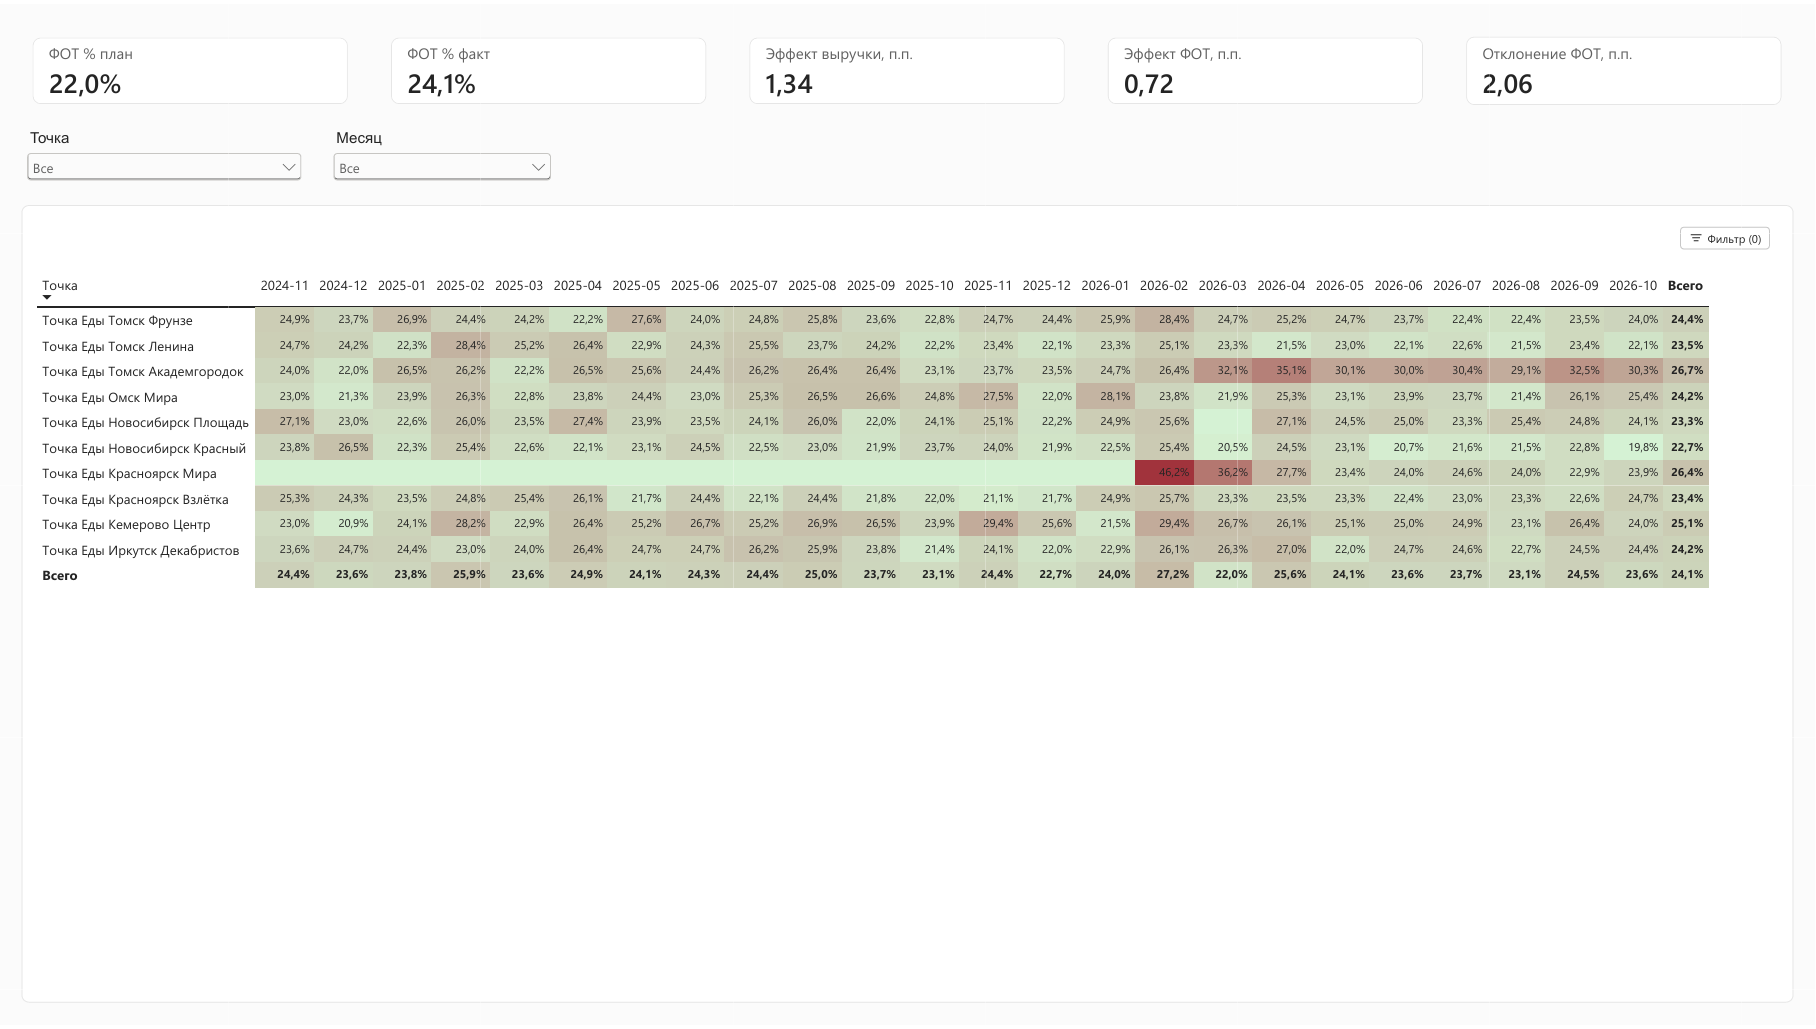 ФОТ % план
22,0%
ФОТ % факт
24,1%
Эффект выручки, п.п.
1,34
Эффект ФОТ, п.п.
0,72
Отклонение ФОТ, п.п.
2,06
Точка
Все
Месяц
Все
Фильтр (0)
Точка 2024-11 2024-12 2025-01 2025-02 2025-03 2025-04 2025-05 2025-06 2025-07 2025-08 2025-09 2025-10 2025-11 2025-12 2026-01 2026-02 2026-03 2026-04 2026-05 2026-06 2026-07 2026-08 2026-09 2026-10 Всего
Точка Еды Томск Фрунзе 24,9% 23,7% 26,9% 24,4% 24,2% 22,2% 27,6% 24,0% 24,8% 25,8% 23,6% 22,8% 24,7% 24,4% 25,9% 28,4% 24,7% 25,2% 24,7% 23,7% 22,4% 22,4% 23,5% 24,0% 24,4%
Точка Еды Томск Ленина 24,7% 24,2% 22,3% 28,4% 25,2% 26,4% 22,9% 24,3% 25,5% 23,7% 24,2% 22,2% 23,4% 22,1% 23,3% 25,1% 23,3% 21,5% 23,0% 22,1% 22,6% 21,5% 23,4% 22,1% 23,5%
Точка Еды Томск Академгородок 24,0% 22,0% 26,5% 26,2% 22,2% 26,5% 25,6% 24,4% 26,2% 26,4% 26,4% 23,1% 23,7% 23,5% 24,7% 26,4% 32,1% 35,1% 30,1% 30,0% 30,4% 29,1% 32,5% 30,3% 26,7%
Точка Еды Омск Мира 23,0% 21,3% 23,9% 26,3% 22,8% 23,8% 24,4% 23,0% 25,3% 26,5% 26,6% 24,8% 27,5% 22,0% 28,1% 23,8% 21,9% 25,3% 23,1% 23,9% 23,7% 21,4% 26,1% 25,4% 24,2%
Точка Еды Новосибирск Площадь 27,1% 23,0% 22,6% 26,0% 23,5% 27,4% 23,9% 23,5% 24,1% 26,0% 22,0% 24,1% 25,1% 22,2% 24,9% 25,6% 27,1% 24,5% 25,0% 23,3% 25,4% 24,8% 24,1% 23,3%
Точка Еды Новосибирск Красный 23,8% 26,5% 22,3% 25,4% 22,6% 22,1% 23,1% 24,5% 22,5% 23,0% 21,9% 23,7% 24,0% 21,9% 22,5% 25,4% 20,5% 24,5% 23,1% 20,7% 21,6% 21,5% 22,8% 19,8% 22,7%
Точка Еды Красноярск Мира 46,2% 36,2% 27,7% 23,4% 24,0% 24,6% 24,0% 22,9% 23,9% 26,4%
Точка Еды Красноярск Взлётка 25,3% 24,3% 23,5% 24,8% 25,4% 26,1% 21,7% 24,4% 22,1% 24,4% 21,8% 22,0% 21,1% 21,7% 24,9% 25,7% 23,3% 23,5% 23,3% 22,4% 23,0% 23,3% 22,6% 24,7% 23,4%
Точка Еды Кемерово Центр 23,0% 20,9% 24,1% 28,2% 22,9% 26,4% 25,2% 26,7% 25,2% 26,9% 26,5% 23,9% 29,4% 25,6% 21,5% 29,4% 26,7% 26,1% 25,1% 25,0% 24,9% 23,1% 26,4% 24,0% 25,1%
Точка Еды Иркутск Декабристов 23,6% 24,7% 24,4% 23,0% 24,0% 26,4% 24,7% 24,7% 26,2% 25,9% 23,8% 21,4% 24,1% 22,0% 22,9% 26,1% 26,3% 27,0% 22,0% 24,7% 24,6% 22,7% 24,5% 24,4% 24,2%
Всего 24,4% 23,6% 23,8% 25,9% 23,6% 24,9% 24,1% 24,3% 24,4% 25,0% 23,7% 23,1% 24,4% 22,7% 24,0% 27,2% 22,0% 25,6% 24,1% 23,6% 23,7% 23,1% 24,5% 23,6% 24,1%